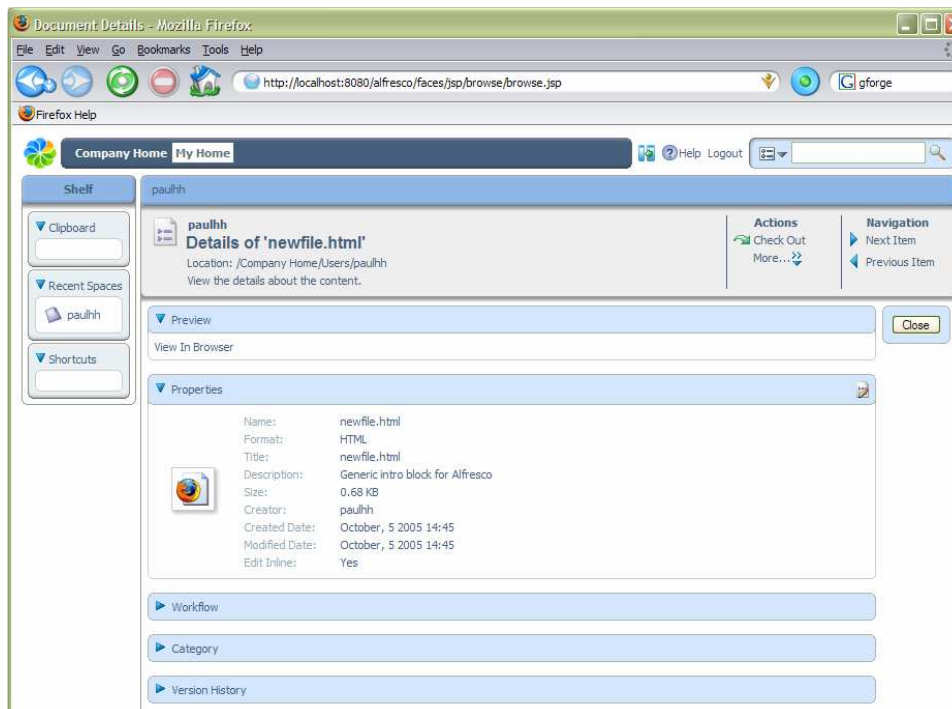 Document Details - Mozilla Firefox
File Edit View Go Bookmarks Tools Help
http://localhost:8080/alfresco/faces/jsp/browse/browse.jsp
G gforge
Firefox Help
Company Home My Home
Help Logout
Shelf
paulhh
Clipboard
Recent Spaces
paulhh
Shortcuts
paulhh
Details of 'newfile.html'
Location: /Company Home/Users/paulhh
View the details about the content.
Actions
Check Out
More...
Navigation
Next Item
Previous Item
Preview
View In Browser
Close
Properties
Name: newfile.html
Format: HTML
Title: newfile.html
Description: Generic intro block for Alfresco
Size: 0.68 KB
Creator: paulhh
Created Date: October, 5 2005 14:45
Modified Date: October, 5 2005 14:45
Edit Inline: Yes
Workflow
Category
Version History